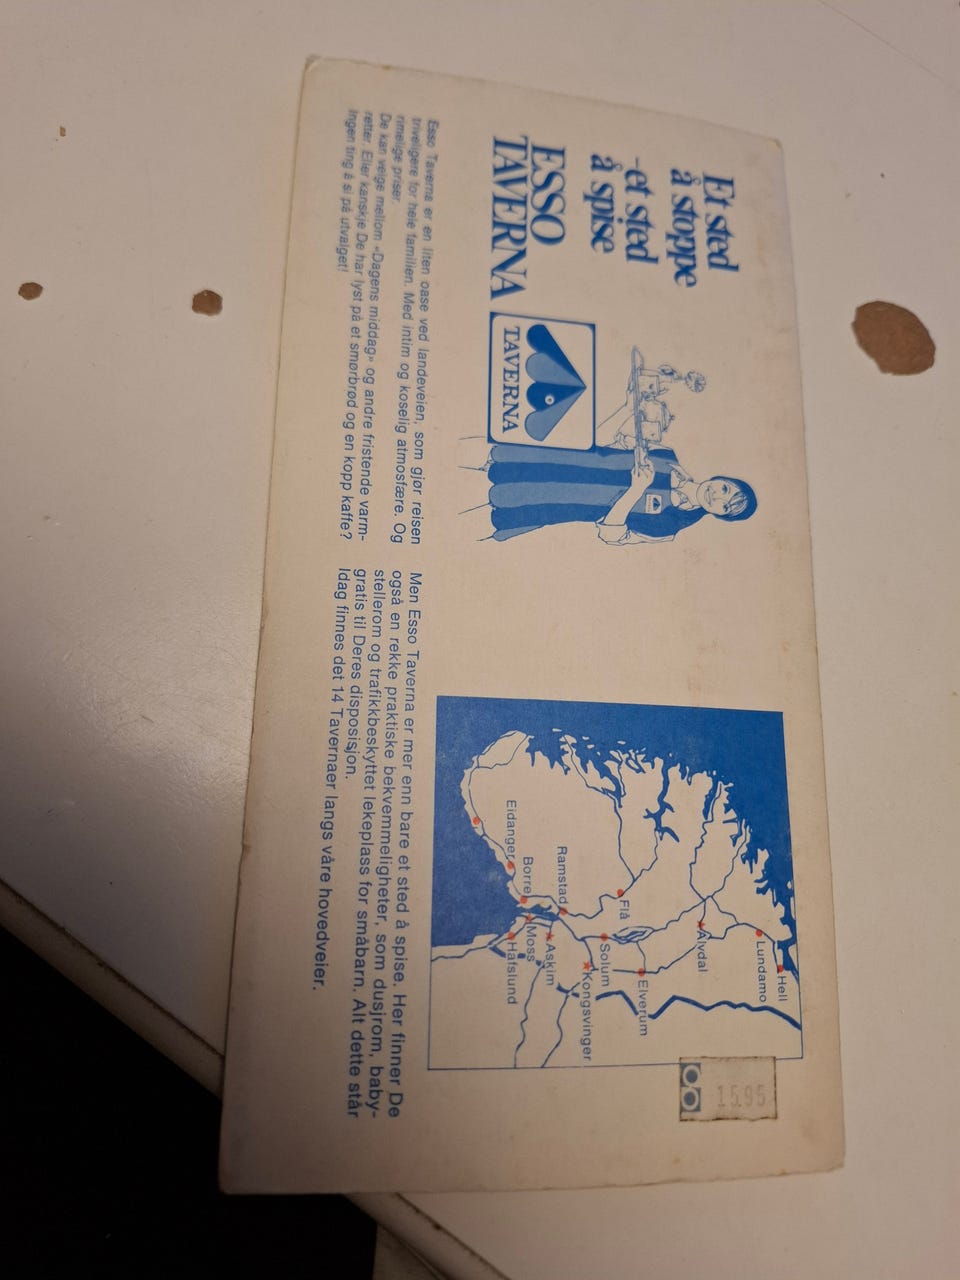 Et sted
å stoppe
-et sted
å spise
ESSO
TAVERNA
TAVERNA
Esso Taverna er en liten oase ved landeveien, som gjør reisen
triveligere for hele familien. Med intim og koselig atmosfære. Og
rimelige priser.
De kan velge mellom «Dagens middag» og andre fristende varm-
retter. Eller kanskje De har lyst på et smørbrød og en kopp kaffe?
Ingen ting å si på utvalget!
Men Esso Taverna er mer enn bare et sted å spise. Her finner De
også en rekke praktiske bekvemmeligheter, som dusjrom, baby-
stellerom og trafikkbeskyttet lekeplass for småbarn. Alt dette står
gratis til Deres disposisjon.
Idag finnes det 14 Tavernaer langs våre hovedveier.
Hell
Lundamo
Alvdal
Elverum
Flå
Solum
Kongsvinger
Ramstad
Askim
Moss
Borre
Hafslund
Eidanger
15.95